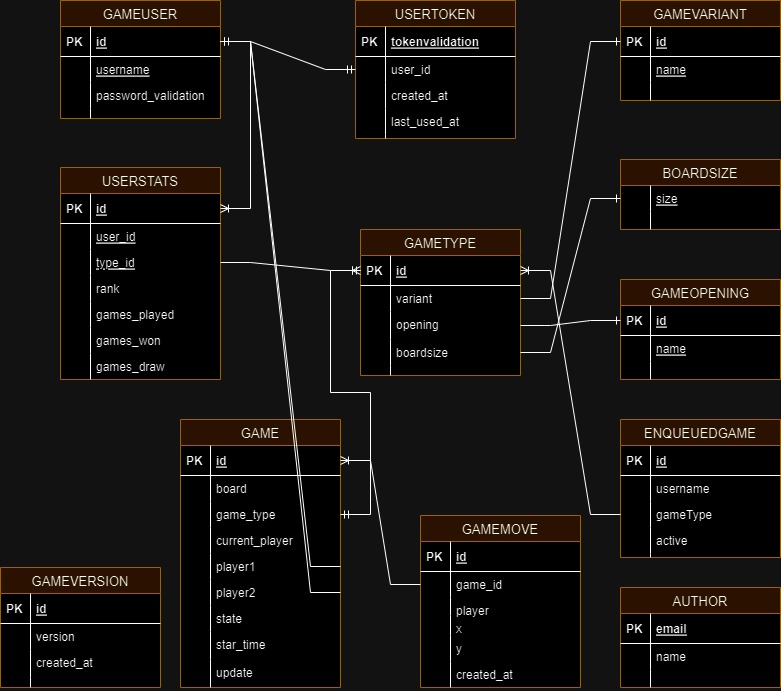 GAMEUSER
PK id
username
password_validation
USERTOKEN
PK tokenvalidation
user_id
created_at
last_used_at
GAMEVARIANT
PK id
name
USERSTATS
PK id
user_id
type_id
rank
games_played
games_won
games_draw
GAMETYPE
PK id
variant
opening
boardsize
BOARDSIZE
size
GAMEOPENING
PK id
name
GAME
PK id
board
game_type
current_player
player1
player2
state
star_time
update
ENQUEUEDGAME
PK id
username
gameType
active
GAMEMOVE
PK id
game_id
player
x
y
created_at
GAMEVERSION
PK id
version
created_at
AUTHOR
PK email
name